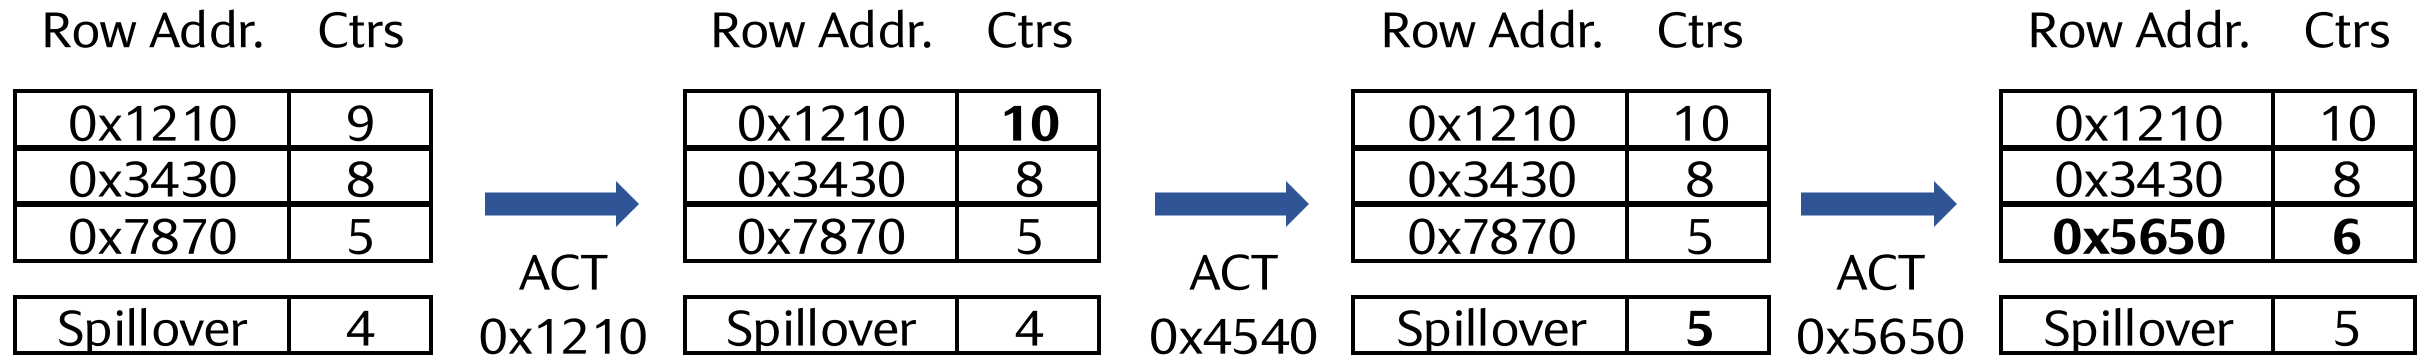 Row Addr. Ctrs
0x1210 9
0x3430 8
0x7870 5
Spillover 4
ACT
0x1210
Row Addr. Ctrs
0x1210 10
0x3430 8
0x7870 5
Spillover 4
ACT
0x4540
Row Addr. Ctrs
0x1210 10
0x3430 8
0x7870 5
Spillover 5
ACT
0x5650
Row Addr. Ctrs
0x1210 10
0x3430 8
0x5650 6
Spillover 5